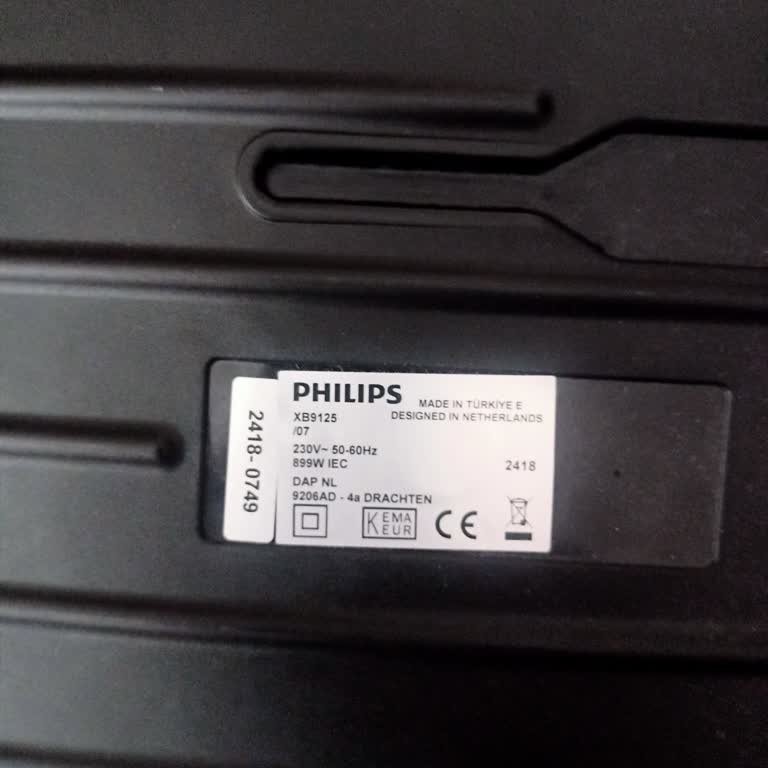 PHILIPS
MADE IN TÜRKİYE E
XB9125
DESIGNED IN NETHERLANDS
/07
230V~ 50-60Hz
899W IEC
2418
DAP NL
9206AD - 4a DRACHTEN
KEMA
EUR
CE
2418-0749